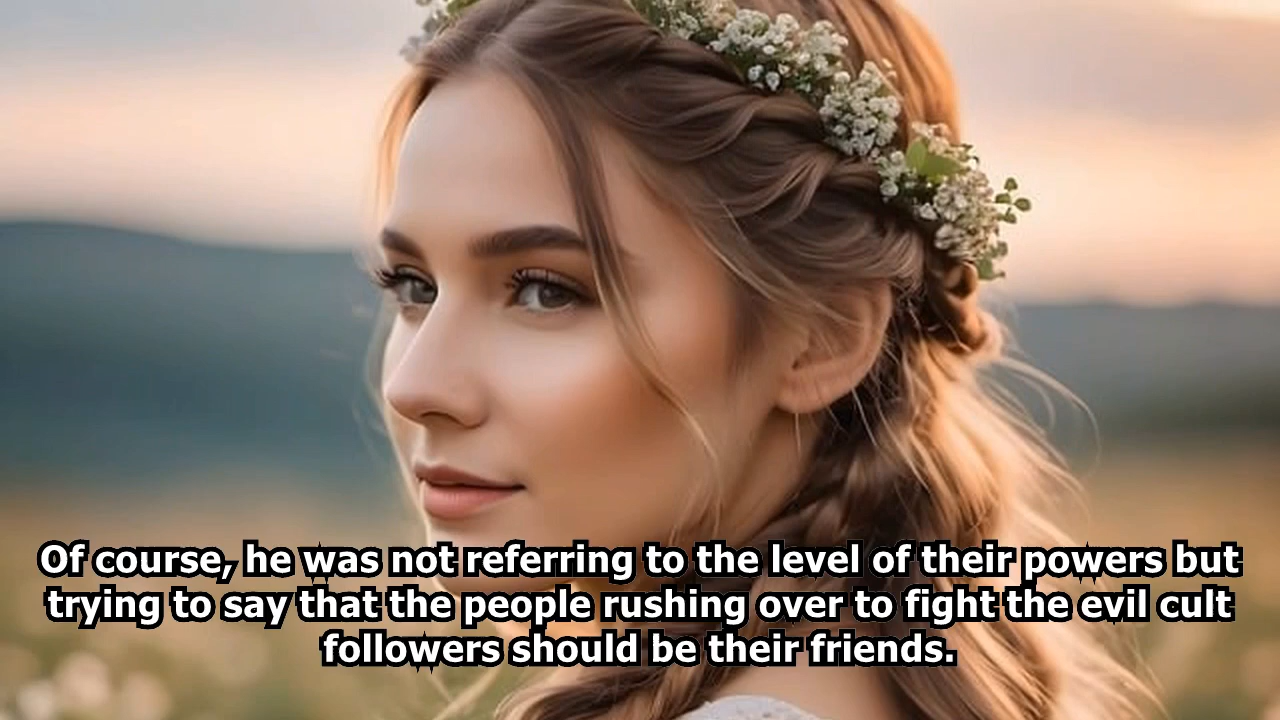 Of course, he was not referring to the level of their powers but
trying to say that the people rushing over to fight the evil cult
followers should be their friends.